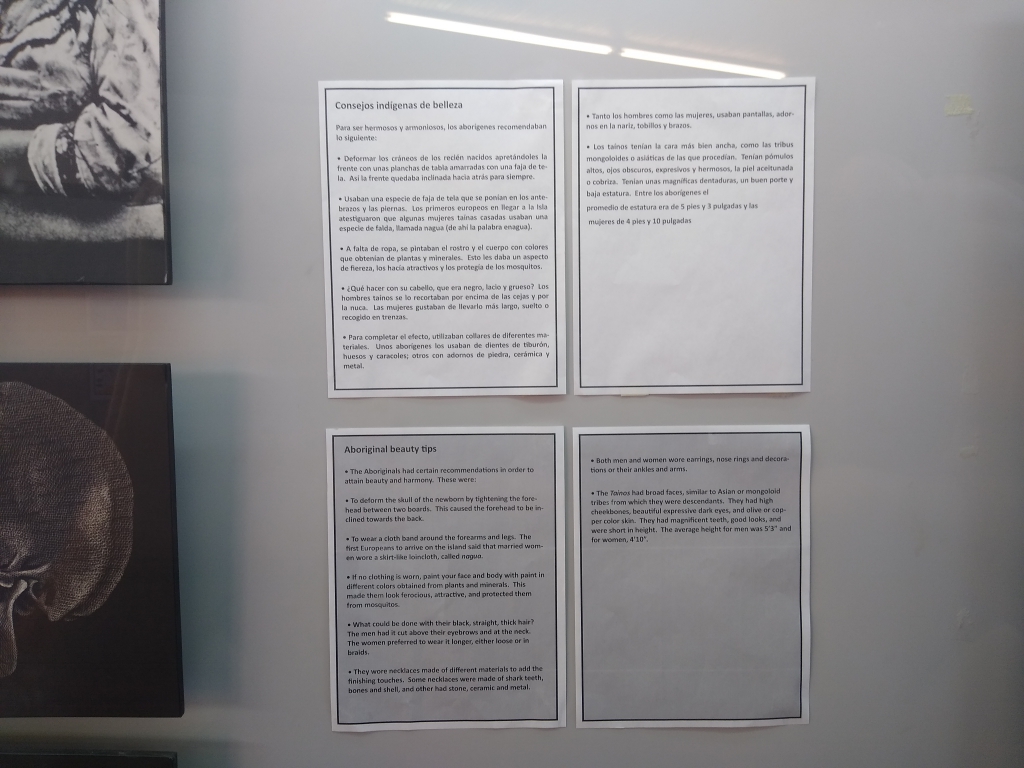 Consejos indígenas de belleza
Para ser hermosos y armoniosos, los aborígenes recomendaban
lo siguiente:
• Deformar los cráneos de los recién nacidos apretándoles la
frente con unas planchas de tabla amarradas con una faja de te-
la. Así la frente quedaba inclinada hacia atrás para siempre.
• Usaban una especie de faja de tela que se ponían en los ante-
brazos y las piernas. Los primeros europeos en llegar a la Isla
atestiguaron que algunas mujeres taínas casadas usaban una
especie de falda, llamada nagua (de ahí la palabra enagua).
• A falta de ropa, se pintaban el rostro y el cuerpo con colores
que obtenían de plantas y minerales. Esto les daba un aspecto
de fiereza, los hacía atractivos y los protegía de los mosquitos.
• ¿Qué hacer con su cabello, que era negro, lacio y grueso? Los
hombres taínos se lo recortaban por encima de las cejas y por
la nuca. Las mujeres gustaban de llevarlo más largo, suelto o
recogido en trenzas.
• Para completar el efecto, utilizaban collares de diferentes ma-
teriales. Unos aborígenes los usaban de dientes de tiburón,
huesos y caracoles; otros con adornos de piedra, cerámica y
metal.
• Tanto los hombres como las mujeres, usaban pantallas, ador-
nos en la nariz, tobillos y brazos.
• Los taínos tenían la cara más bien ancha, como las tribus
mongoloides o asiáticas de las que procedían. Tenían pómulos
altos, ojos obscuros, expresivos y hermosos, la piel aceitunada
o cobriza. Tenían unas magníficas dentaduras, un buen porte y
baja estatura. Entre los aborígenes el
promedio de estatura era de 5 pies y 3 pulgadas y las
mujeres de 4 pies y 10 pulgadas
Aboriginal beauty tips
• The Aboriginals had certain recommendations in order to
attain beauty and harmony. These were:
• To deform the skull of the newborn by tightening the fore-
head between two boards. This caused the forehead to be in-
clined towards the back.
• To wear a cloth band around the forearms and legs. The
first Europeans to arrive on the island said that married wom-
en wore a skirt-like loincloth, called nagua.
• If no clothing is worn, paint your face and body with paint in
different colors obtained from plants and minerals. This
made them look ferocious, attractive, and protected them
from mosquitos.
• What could be done with their black, straight, thick hair?
The men had it cut above their eyebrows and at the neck.
The women preferred to wear it longer, either loose or in
braids.
• They wore necklaces made of different materials to add the
finishing touches. Some necklaces were made of shark teeth,
bones and shell, and other had stone, ceramic and metal.
• Both men and women wore earrings, nose rings and decora-
tions or their ankles and arms.
• The Taínos had broad faces, similar to Asian or mongoloid
tribes from which they were descendants. They had high
cheekbones, beautiful expressive dark eyes, and olive or cop-
per color skin. They had magnificent teeth, good looks, and
were short in height. The average height for men was 5'3" and
for women, 4'10".